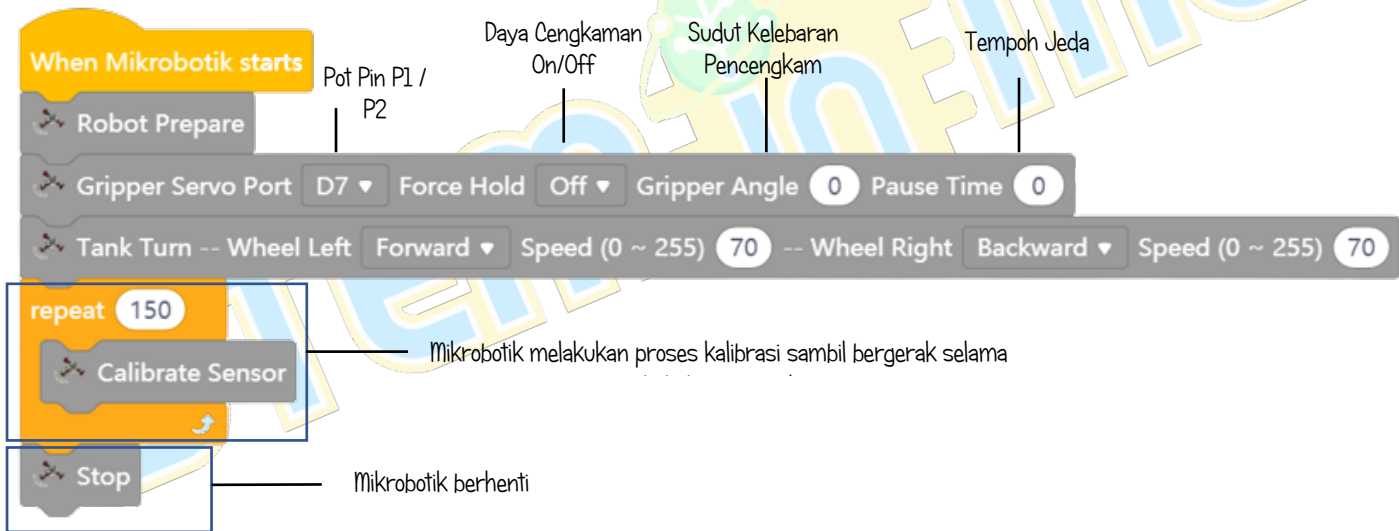 Daya Cengkaman
On/Off
Sudut Kelebaran
Pencengkam
Tempoh Jeda
Pot Pin P1 /
P2
When Mikrobotik starts
Robot Prepare
Gripper Servo Port D7 Force Hold Off Gripper Angle 0 Pause Time 0
Tank Turn -- Wheel Left Forward Speed (0 ~ 255) 70 -- Wheel Right Backward Speed (0 ~ 255) 70
repeat 150
Calibrate Sensor
Mikrobotik melakukan proses kalibrasi sambil bergerak selama
Stop
Mikrobotik berhenti